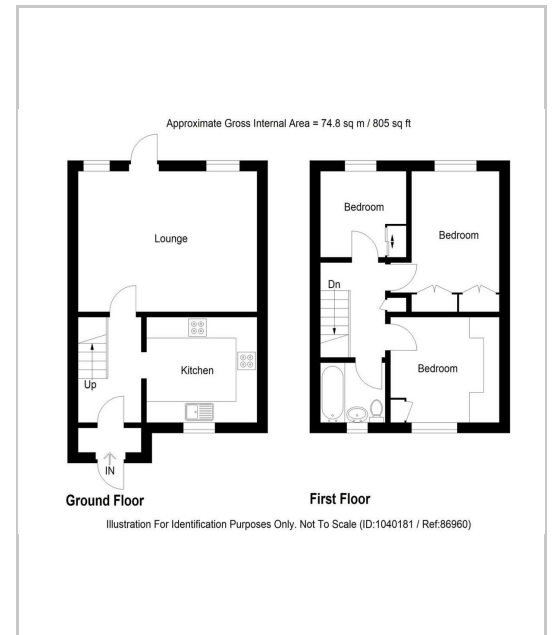 Approximate Gross Internal Area = 74.8 sq m / 805 sq ft
Lounge
Up
Kitchen
IN
Ground Floor
Bedroom
Bedroom
Dn
Bedroom
First Floor
Illustration For Identification Purposes Only. Not To Scale (ID:1040181 / Ref:86960)